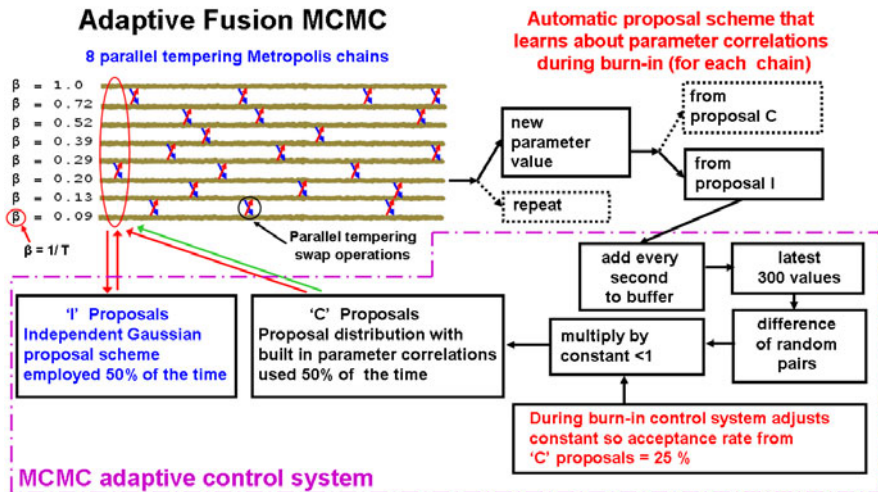 Adaptive Fusion MCMC
8 parallel tempering Metropolis chains
β = 1.0
β = 0.72
β = 0.52
β = 0.39
β = 0.29
β = 0.20
β = 0.13
β = 0.09
β = 1/T
Parallel tempering
swap operations
Automatic proposal scheme that
learns about parameter correlations
during burn-in (for each chain)
new
parameter
value
repeat
from
proposal C
from
proposal I
add every
second
to buffer
latest
300 values
difference
of random
pairs
multiply by
constant <1
'I' Proposals
Independent Gaussian
proposal scheme
employed 50% of the time
'C' Proposals
Proposal distribution with
built in parameter correlations
used 50% of the time
During burn-in control system adjusts
constant so acceptance rate from
'C' proposals = 25 %
MCMC adaptive control system